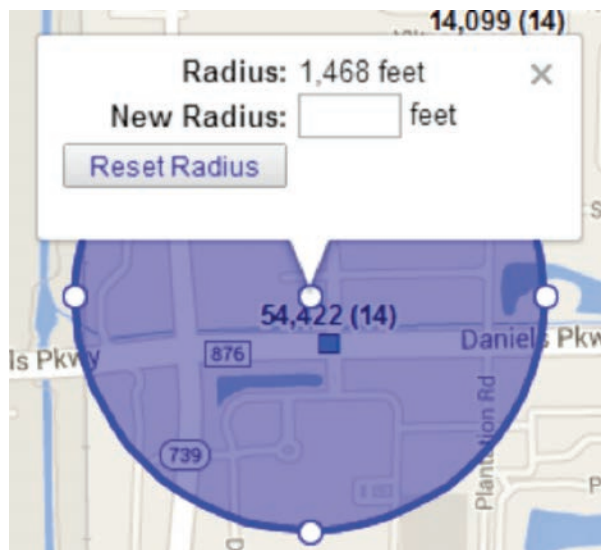 14,099 (14)
Radius: 1,468 feet
New Radius: feet
Reset Radius
54,422 (14)
Daniels Pkw
ls Pkwy
876
Plantation Rd
739